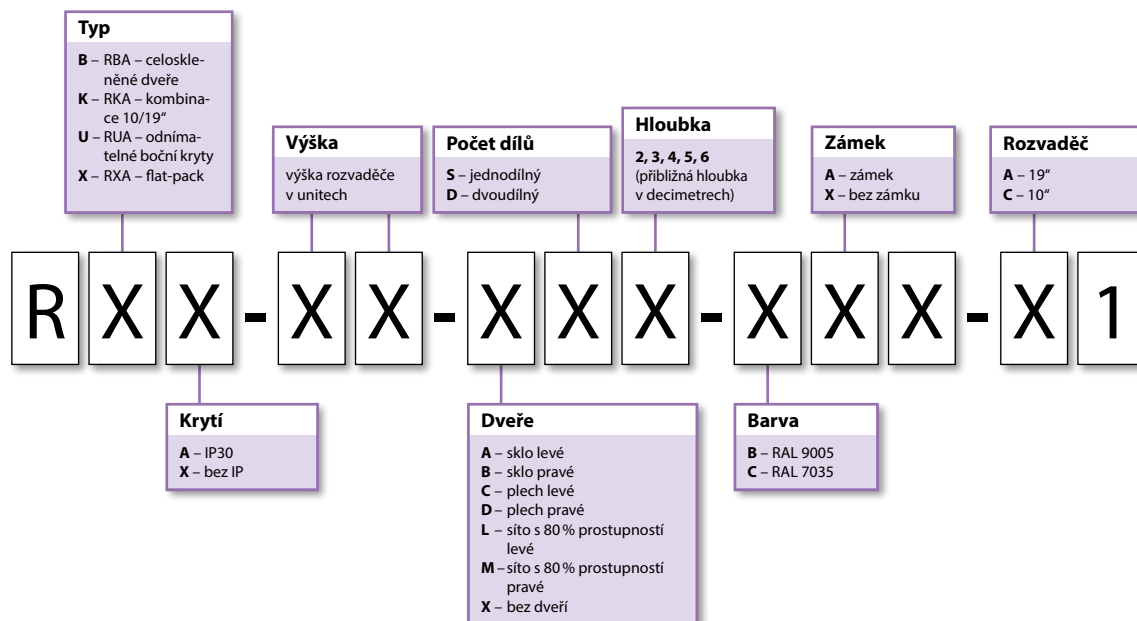 Typ
B – RBA – celoskle-
něné dveře
K – RKA – kombina-
ce 10/19“
U – RUA – odníma-
telné boční kryty
X – RXA – flat-pack
Výška
výška rozvaděče
v unitech
Počet dílů
S – jednodílný
D – dvoudílný
Hloubka
2, 3, 4, 5, 6
(přibližná hloubka
v decimetrech)
Zámek
A – zámek
X – bez zámku
Rozvaděč
A – 19“
C – 10“
R X X - X X - X X X - X X X - X 1
Krytí
A – IP30
X – bez IP
Dveře
A – sklo levé
B – sklo pravé
C – plech levé
D – plech pravé
L – síto s 80 % prostupností
levé
M – síto s 80 % prostupností
pravé
X – bez dveří
Barva
B – RAL 9005
C – RAL 7035